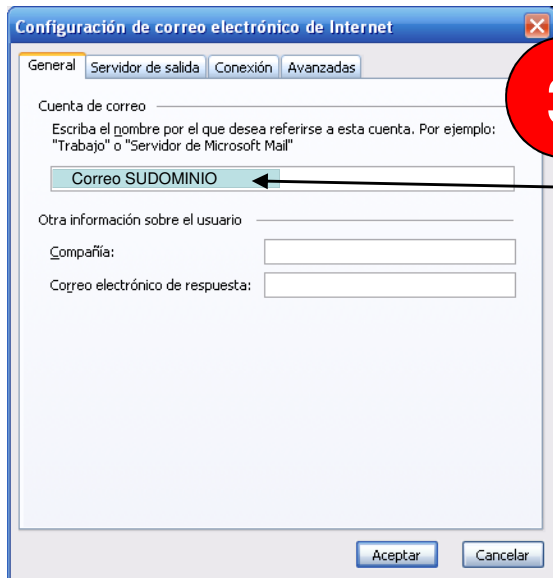 Configuración de correo electrónico de Internet
General Servidor de salida Conexión Avanzadas
3
Cuenta de correo
Escriba el nombre por el que desea referirse a esta cuenta. Por ejemplo:
"Trabajo" o "Servidor de Microsoft Mail"
Correo SUDOMINIO
Otra información sobre el usuario
Compañía:
Correo electrónico de respuesta:
Aceptar Cancelar